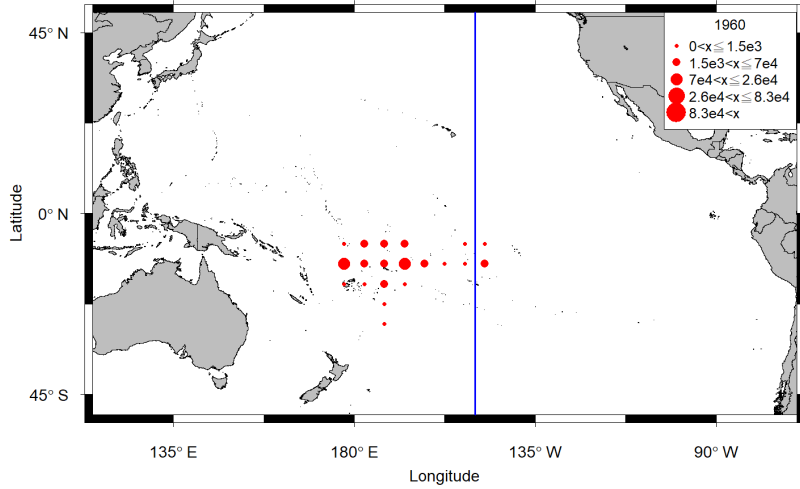 45° N
0° N
45° S
Latitude
1960
0<x≦1.5e3
1.5e3<x≦7e4
7e4<x≦2.6e4
2.6e4<x≦8.3e4
8.3e4<x
135° E
180° E
135° W
90° W
Longitude